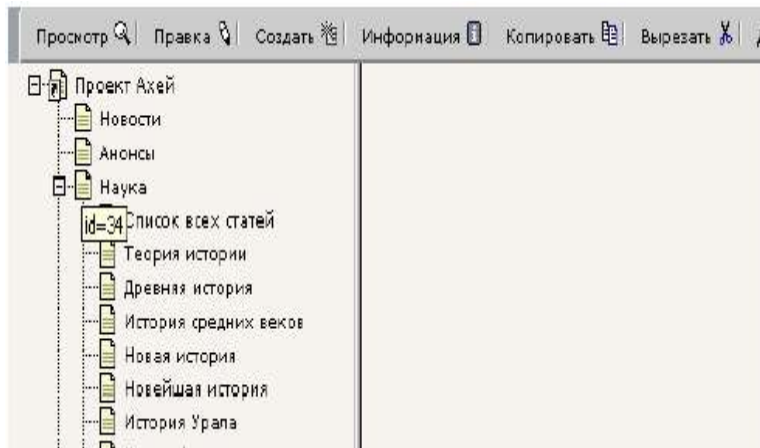 Просмотр Правка Создать Информация Копировать Вырезать
Проект Ахей
Новости
Анонсы
Наука
id=34 Список всех статей
Теория истории
Древняя история
История средних веков
Новая история
Новейшая история
История Урала